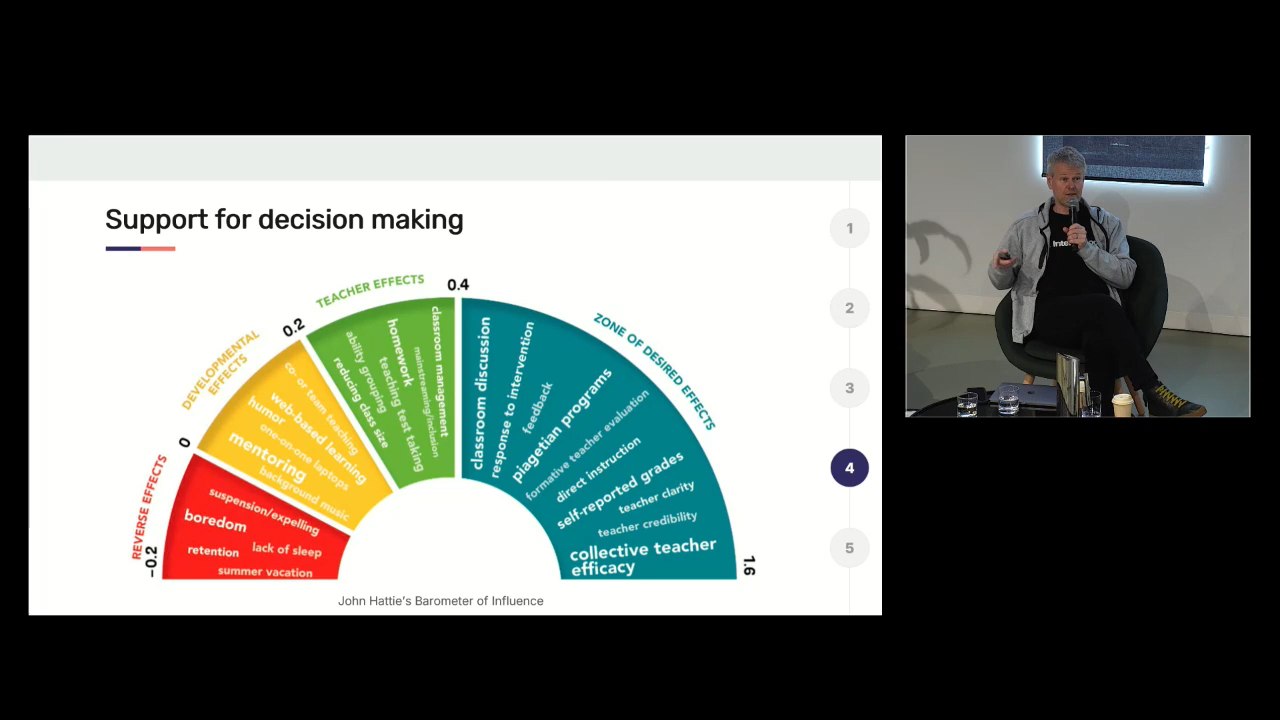 Support for decision making
REVERSE EFFECTS
DEVELOPMENTAL
EFFECTS
TEACHER EFFECTS
ZONE OF DESIRED EFFECTS
−0.2
0
0.2
0.4
1.6
summer vacation
retention
lack of sleep
boredom
suspension/expelling
background music
mentoring
one-on-one laptops
humor
web-based learning
co- or team teaching
reducing class size
ability grouping
teaching test taking
homework
mainstreaming/inclusion
classroom management
classroom discussion
response to intervention
feedback
piagetian programs
formative teacher evaluation
direct instruction
self-reported grades
teacher clarity
teacher credibility
collective teacher
efficacy
John Hattie's Barometer of Influence
1
2
3
4
5